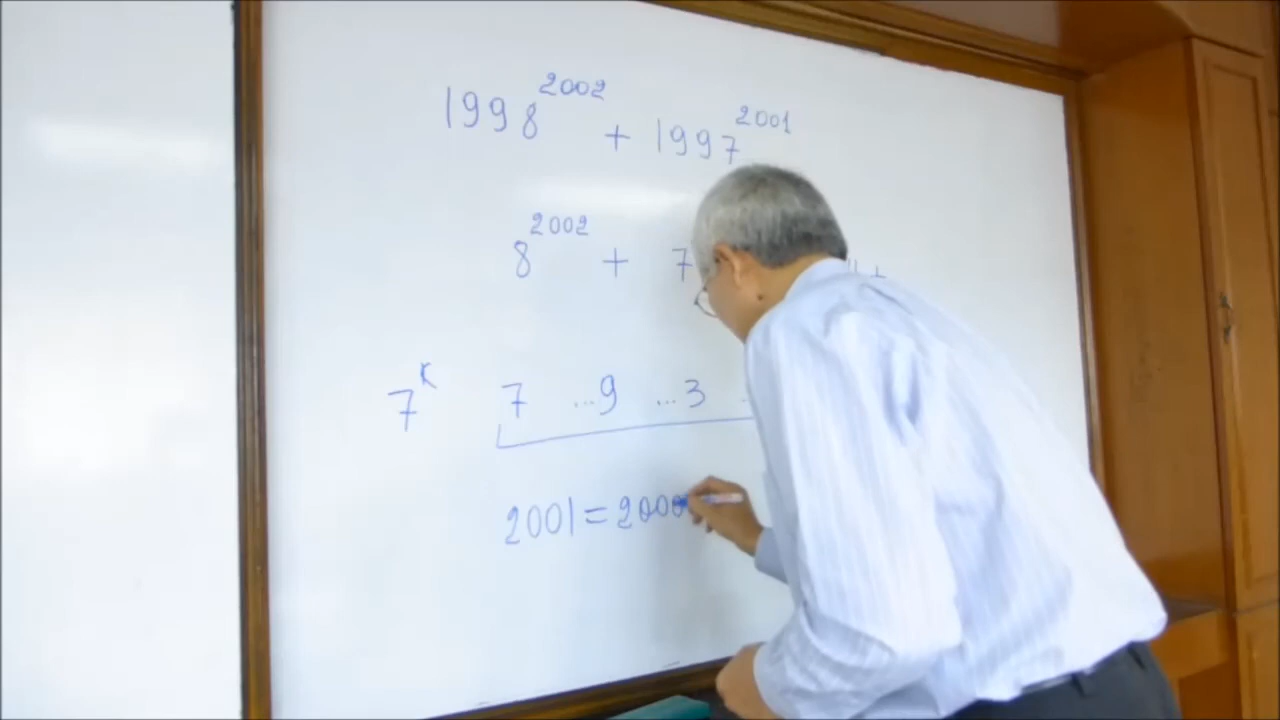 1998^2002 + 1997^2001
8^2002 + 7
7^k 7 ...9 ...3
2001 = 2000